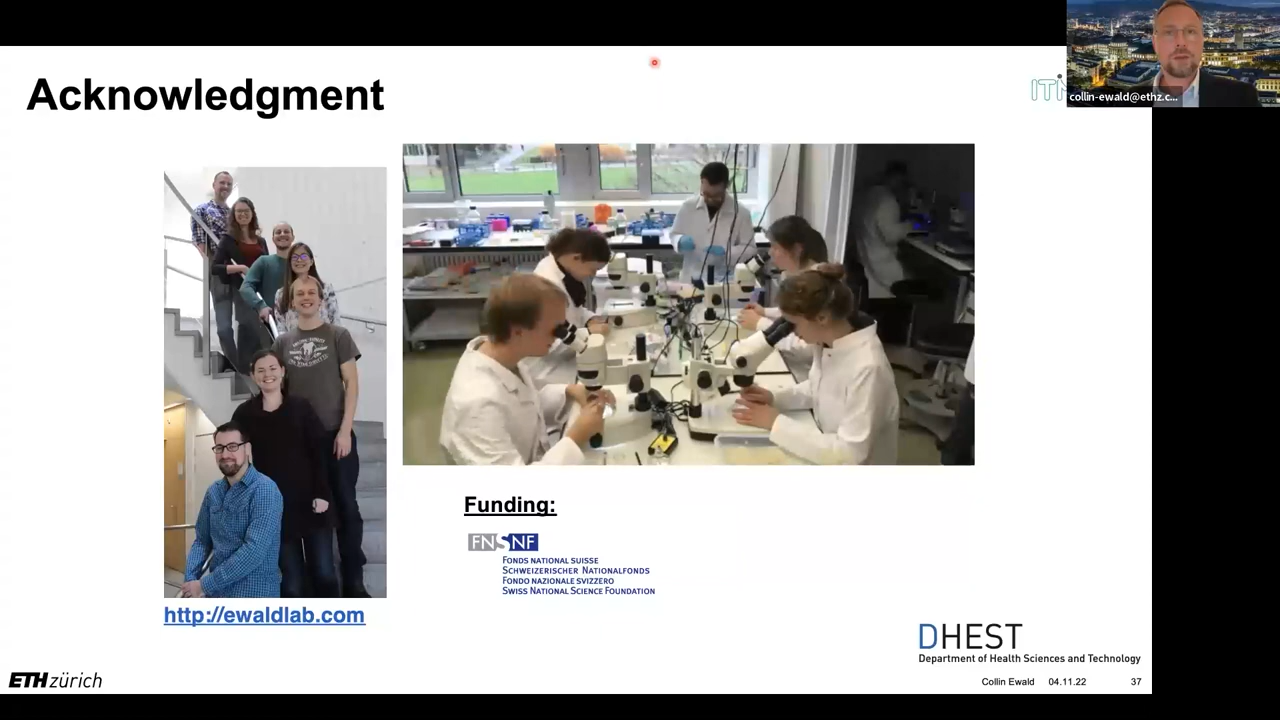 Acknowledgment
collin-ewald@ethz.c...
http://ewaldlab.com
Funding:
FNSNF
FONDS NATIONAL SUISSE
SCHWEIZERISCHER NATIONALFONDS
FONDO NAZIONALE SVIZZERO
SWISS NATIONAL SCIENCE FOUNDATION
DHEST
Department of Health Sciences and Technology
ETH zürich
Collin Ewald 04.11.22 37